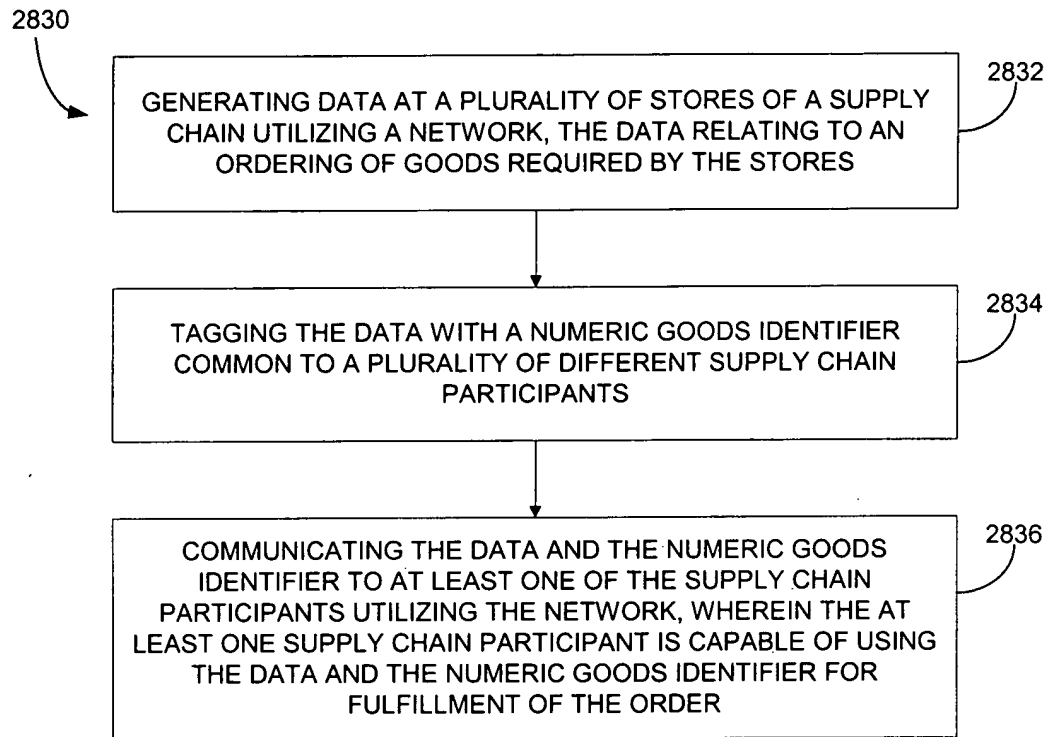 2830
2832
GENERATING DATA AT A PLURALITY OF STORES OF A SUPPLY
CHAIN UTILIZING A NETWORK, THE DATA RELATING TO AN
ORDERING OF GOODS REQUIRED BY THE STORES
2834
TAGGING THE DATA WITH A NUMERIC GOODS IDENTIFIER
COMMON TO A PLURALITY OF DIFFERENT SUPPLY CHAIN
PARTICIPANTS
2836
COMMUNICATING THE DATA AND THE NUMERIC GOODS
IDENTIFIER TO AT LEAST ONE OF THE SUPPLY CHAIN
PARTICIPANTS UTILIZING THE NETWORK, WHEREIN THE AT
LEAST ONE SUPPLY CHAIN PARTICIPANT IS CAPABLE OF USING
THE DATA AND THE NUMERIC GOODS IDENTIFIER FOR
FULFILLMENT OF THE ORDER